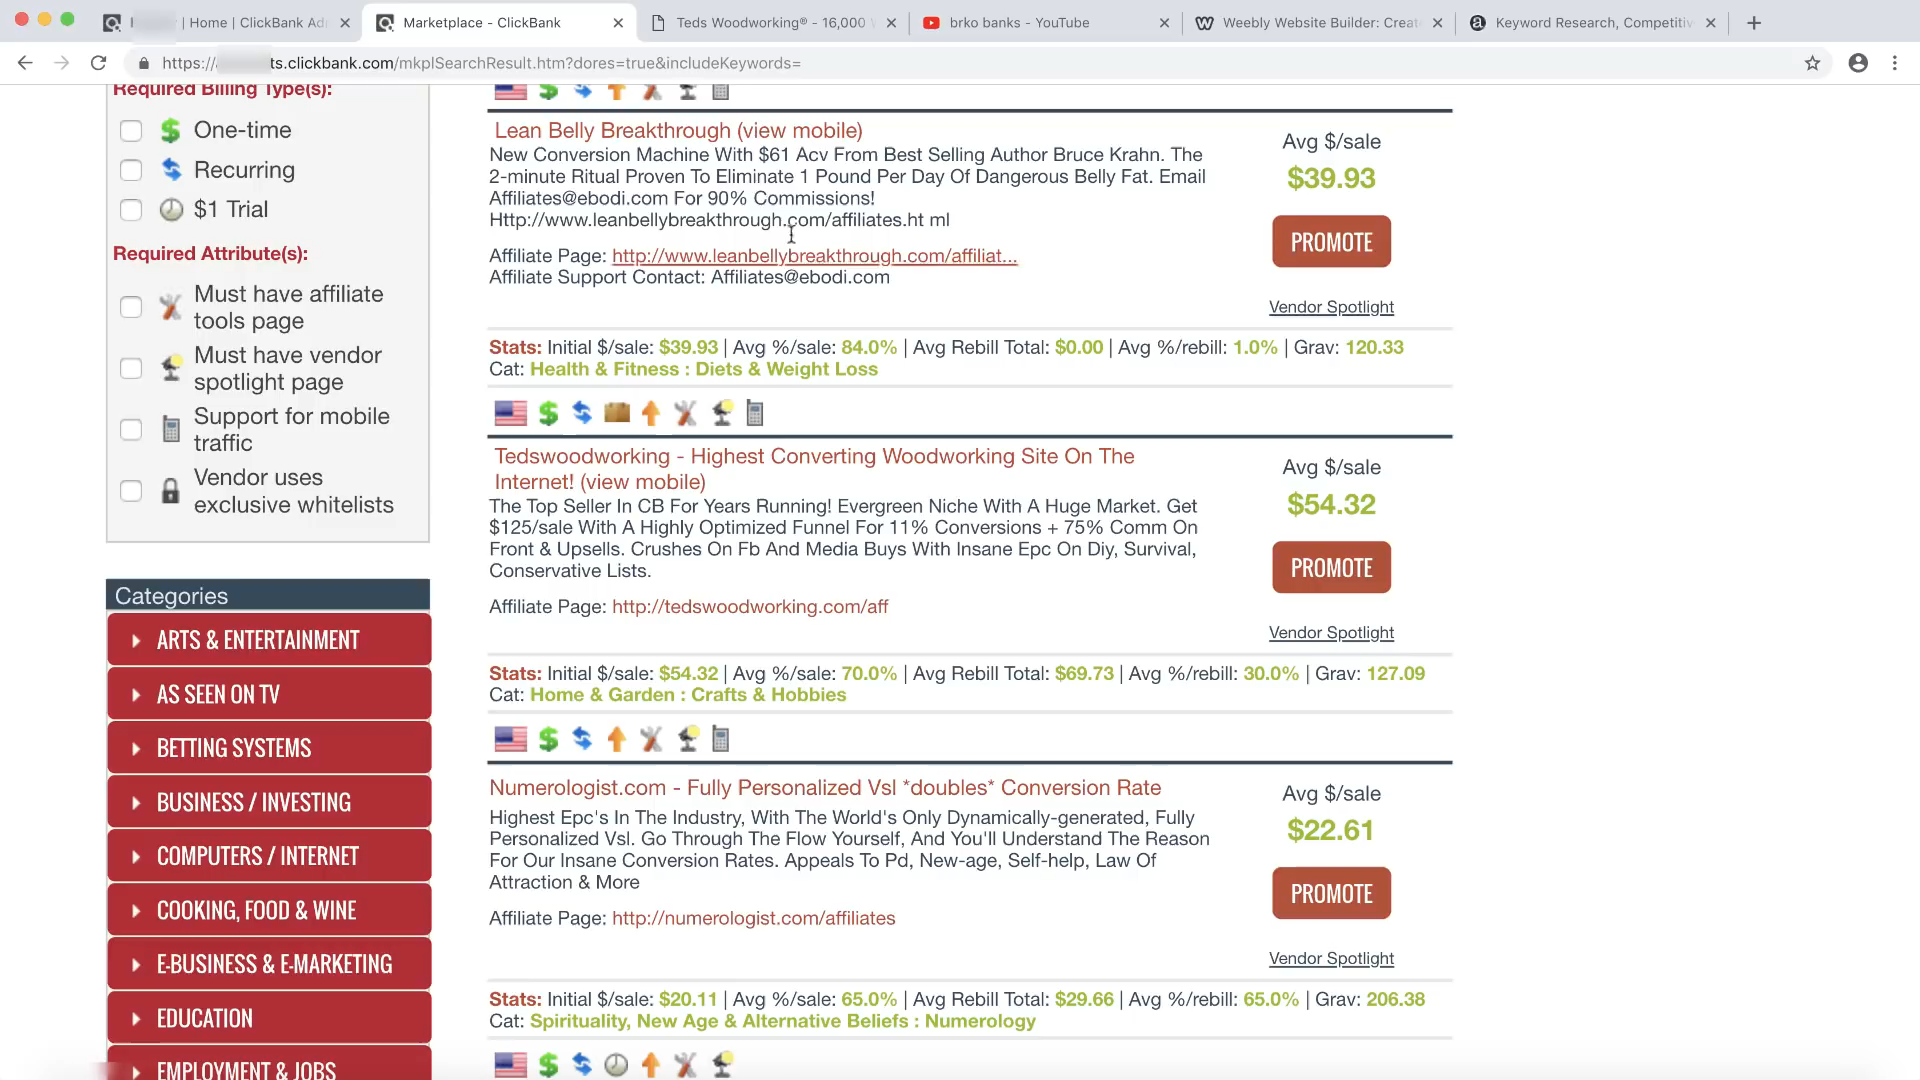 | Home | ClickBank Ad
Marketplace - ClickBank
Teds Woodworking® - 16,000
brko banks - YouTube
Weebly Website Builder: Creat
Keyword Research, Competitiv
https:// ts.clickbank.com/mkplSearchResult.htm?dores=true&includeKeywords=
Required Billing Type(s):
One-time
Recurring
$1 Trial
Required Attribute(s):
Must have affiliate
tools page
Must have vendor
spotlight page
Support for mobile
traffic
Vendor uses
exclusive whitelists
Categories
ARTS & ENTERTAINMENT
AS SEEN ON TV
BETTING SYSTEMS
BUSINESS / INVESTING
COMPUTERS / INTERNET
COOKING, FOOD & WINE
E-BUSINESS & E-MARKETING
EDUCATION
EMPLOYMENT & JOBS
Lean Belly Breakthrough (view mobile)
New Conversion Machine With $61 Acv From Best Selling Author Bruce Krahn. The
2-minute Ritual Proven To Eliminate 1 Pound Per Day Of Dangerous Belly Fat. Email
Affiliates@ebodi.com For 90% Commissions!
Http://www.leanbellybreakthrough.com/affiliates.ht ml
Affiliate Page: http://www.leanbellybreakthrough.com/affiliat...
Affiliate Support Contact: Affiliates@ebodi.com
Avg $/sale
$39.93
PROMOTE
Vendor Spotlight
Stats: Initial $/sale: $39.93 | Avg %/sale: 84.0% | Avg Rebill Total: $0.00 | Avg %/rebill: 1.0% | Grav: 120.33
Cat: Health & Fitness : Diets & Weight Loss
Tedswoodworking - Highest Converting Woodworking Site On The
Internet! (view mobile)
The Top Seller In CB For Years Running! Evergreen Niche With A Huge Market. Get
$125/sale With A Highly Optimized Funnel For 11% Conversions + 75% Comm On
Front & Upsells. Crushes On Fb And Media Buys With Insane Epc On Diy, Survival,
Conservative Lists.
Affiliate Page: http://tedswoodworking.com/aff
Avg $/sale
$54.32
PROMOTE
Vendor Spotlight
Stats: Initial $/sale: $54.32 | Avg %/sale: 70.0% | Avg Rebill Total: $69.73 | Avg %/rebill: 30.0% | Grav: 127.09
Cat: Home & Garden : Crafts & Hobbies
Numerologist.com - Fully Personalized Vsl *doubles* Conversion Rate
Highest Epc's In The Industry, With The World's Only Dynamically-generated, Fully
Personalized Vsl. Go Through The Flow Yourself, And You'll Understand The Reason
For Our Insane Conversion Rates. Appeals To Pd, New-age, Self-help, Law Of
Attraction & More
Affiliate Page: http://numerologist.com/affiliates
Avg $/sale
$22.61
PROMOTE
Vendor Spotlight
Stats: Initial $/sale: $20.11 | Avg %/sale: 65.0% | Avg Rebill Total: $29.66 | Avg %/rebill: 65.0% | Grav: 206.38
Cat: Spirituality, New Age & Alternative Beliefs : Numerology